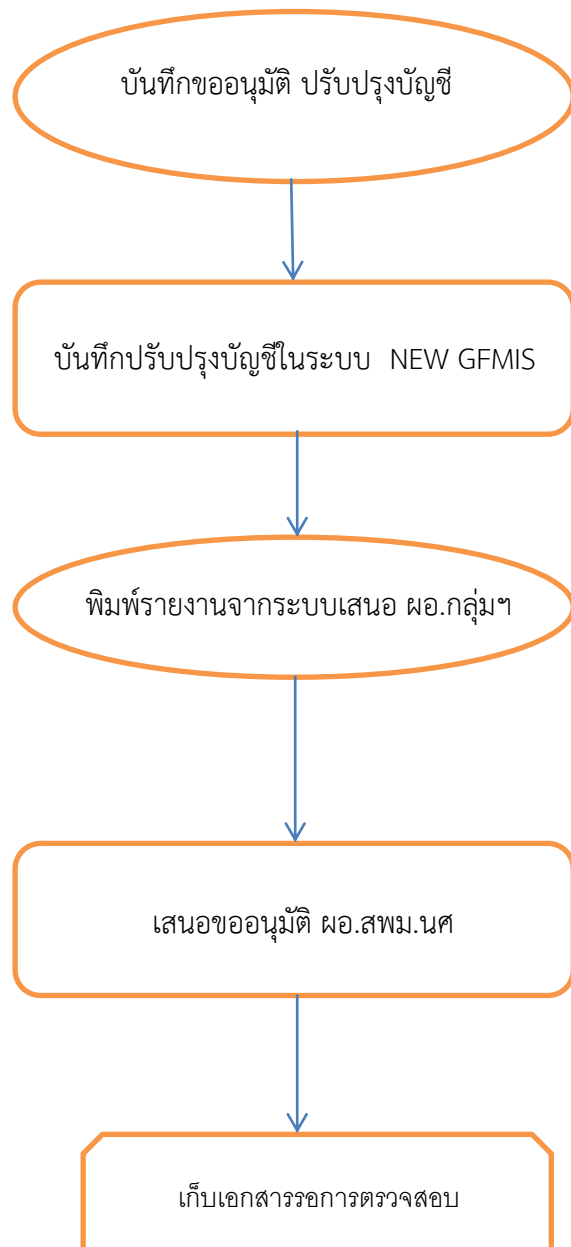 บันทึกขออนุมัติ ปรับปรุงบัญชี
บันทึกปรับปรุงบัญชีในระบบ  NEW GFMIS
พิมพ์รายงานจากระบบเสนอ ผอ.กลุ่มฯ
เสนอขออนุมัติ ผอ.สพม.นศ
เก็บเอกสารรอการตรวจสอบ